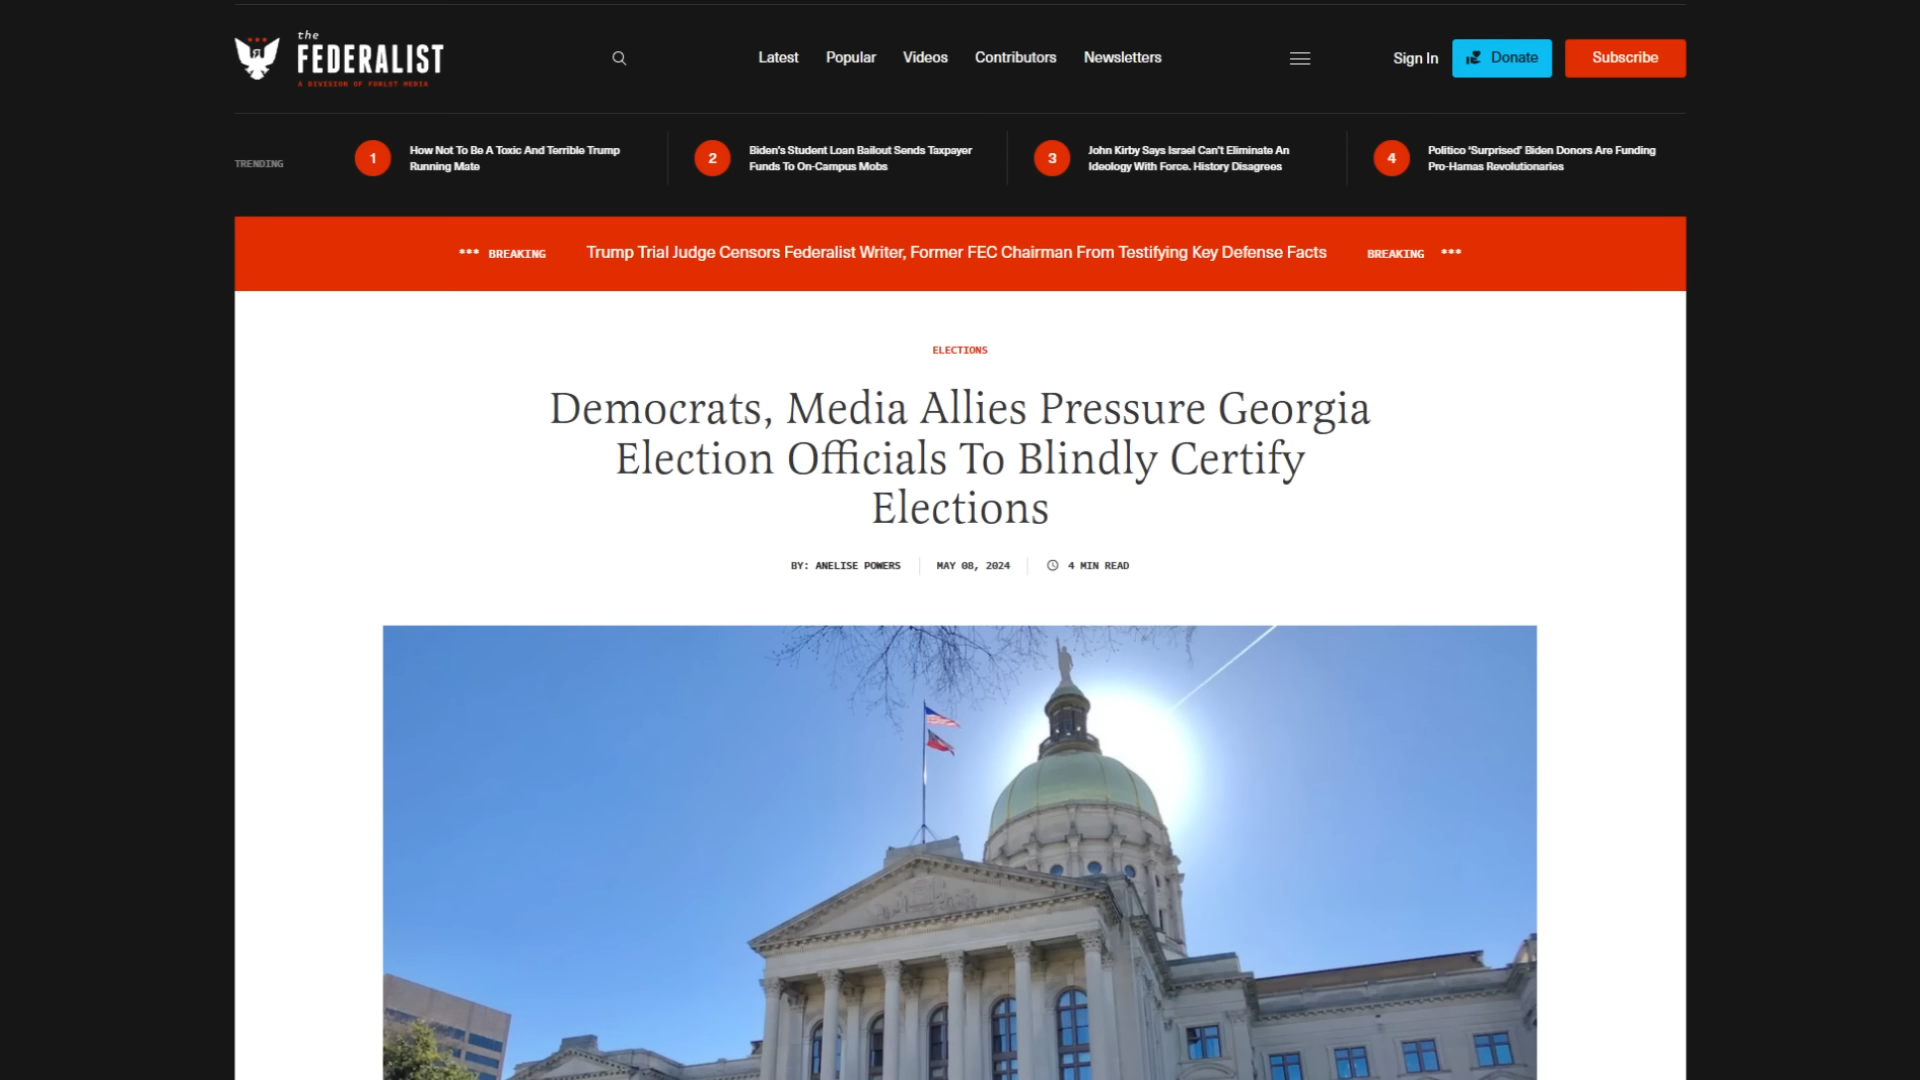 the
FEDERALIST
A DIVISION OF FDRLST MEDIA
Latest
Popular
Videos
Contributors
Newsletters
Sign In
Donate
Subscribe
TRENDING
1
How Not To Be A Toxic And Terrible Trump
Running Mate
2
Biden's Student Loan Bailout Sends Taxpayer
Funds To On-Campus Mobs
3
John Kirby Says Israel Can't Eliminate An
Ideology With Force. History Disagrees
4
Politico ‘Surprised’ Biden Donors Are Funding
Pro-Hamas Revolutionaries
*** BREAKING
Trump Trial Judge Censors Federalist Writer, Former FEC Chairman From Testifying Key Defense Facts
BREAKING ***
ELECTIONS
Democrats, Media Allies Pressure Georgia
Election Officials To Blindly Certify
Elections
BY: ANELISE POWERS
MAY 08, 2024
4 MIN READ